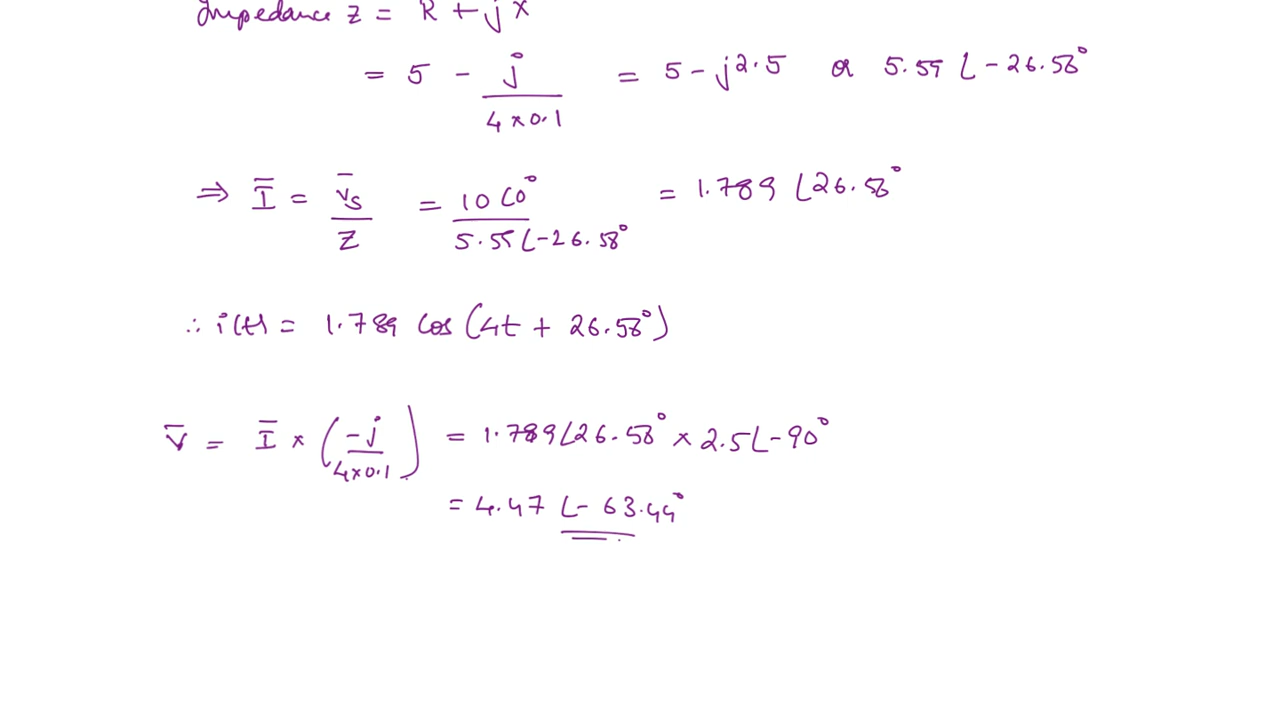 Impedance z = R + jx
= 5 - j/(4 x 0.1) = 5 - j2.5 or 5.59 ∠-26.58°
⇒ Ī = V̄s/Z = 10∠0°/5.59∠-26.58° = 1.789 ∠26.58°
∴ i(t) = 1.789 cos(4t + 26.58°)
V̄ = Ī × (-j/(4×0.1)) = 1.789∠26.58° × 2.5∠-90°
= 4.47 ∠-63.44°